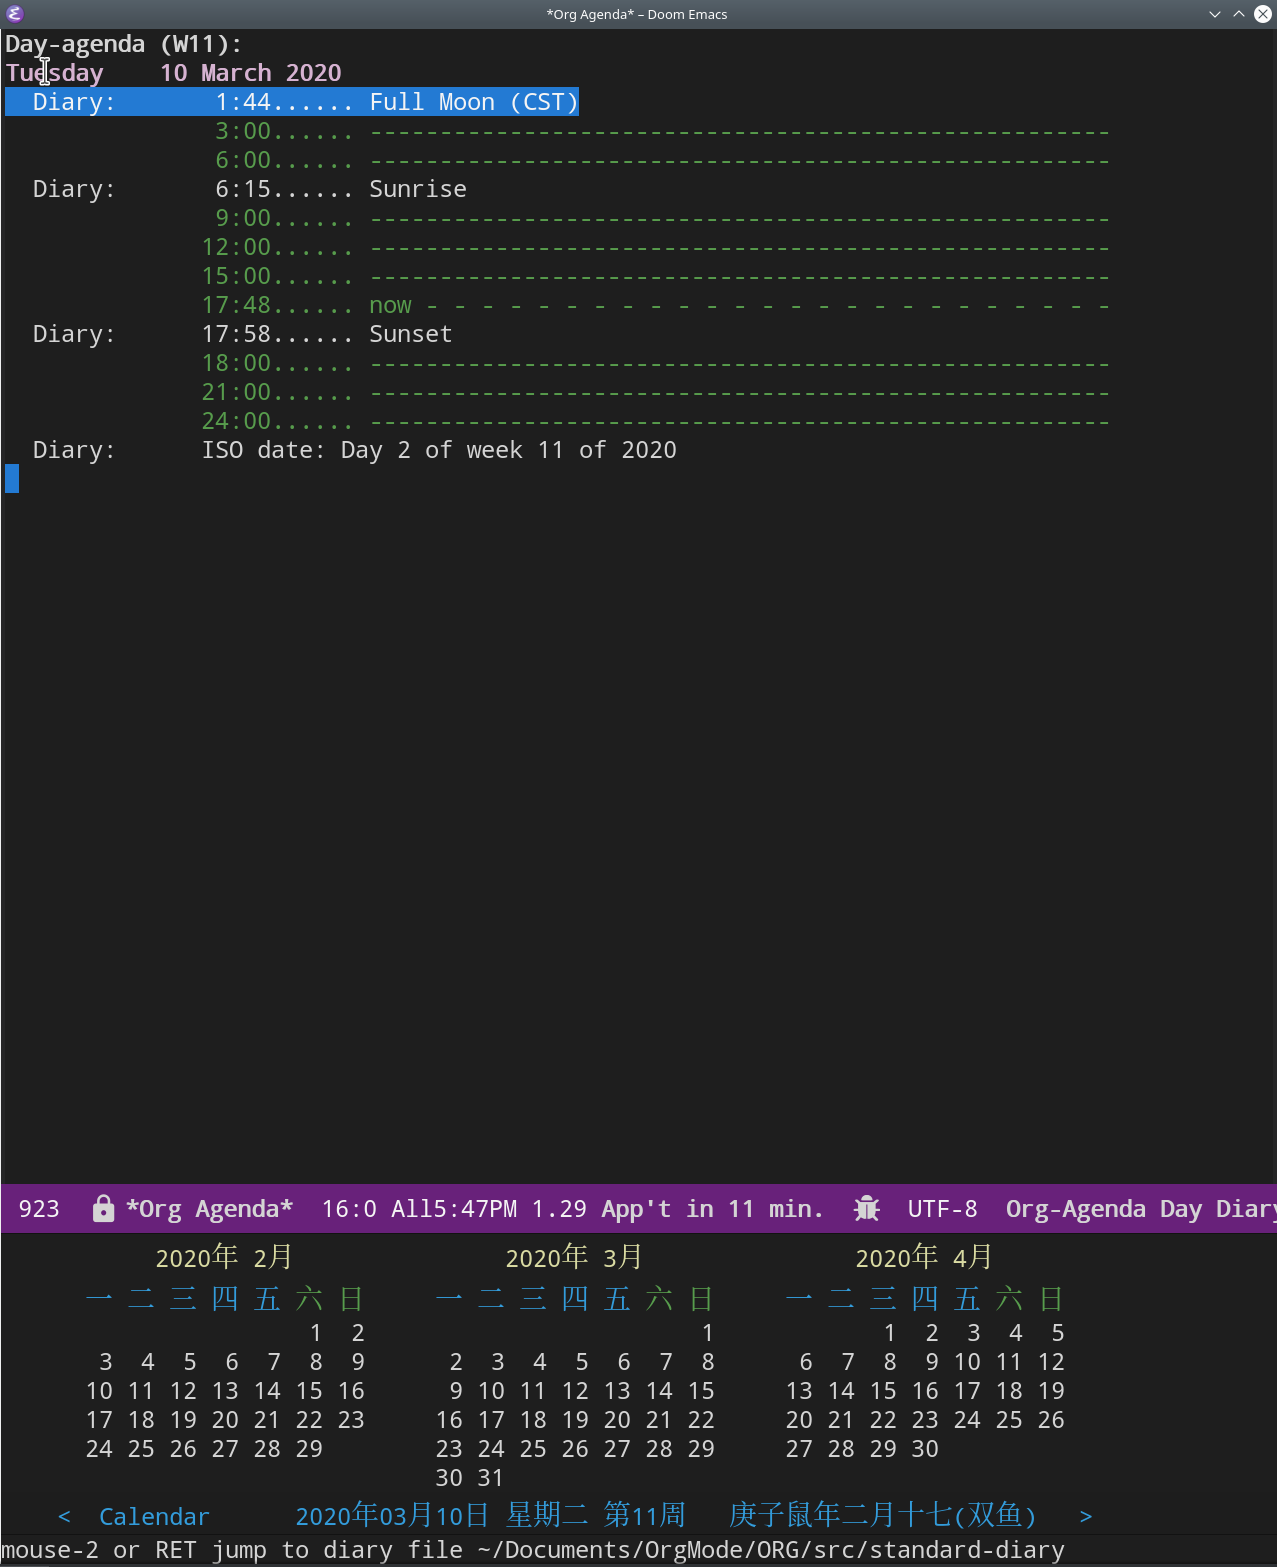 *Org Agenda* – Doom Emacs
Day-agenda (W11):
Tuesday    10 March 2020
  Diary:       1:44...... Full Moon (CST)
               3:00...... -----------------------------------------------------
               6:00...... -----------------------------------------------------
  Diary:       6:15...... Sunrise
               9:00...... -----------------------------------------------------
              12:00...... -----------------------------------------------------
              15:00...... -----------------------------------------------------
              17:48...... now - - - - - - - - - - - - - - - - - - - - - - - - -
  Diary:      17:58...... Sunset
              18:00...... -----------------------------------------------------
              21:00...... -----------------------------------------------------
              24:00...... -----------------------------------------------------
  Diary:      ISO date: Day 2 of week 11 of 2020
923 *Org Agenda* 16:0 All5:47PM 1.29 App't in 11 min. UTF-8 Org-Agenda Day Diary
2020年 2月 2020年 3月 2020年 4月
一 二 三 四 五 六 日 一 二 三 四 五 六 日 一 二 三 四 五 六 日
1 2 1 1 2 3 4 5
3 4 5 6 7 8 9 2 3 4 5 6 7 8 6 7 8 9 10 11 12
10 11 12 13 14 15 16 9 10 11 12 13 14 15 13 14 15 16 17 18 19
17 18 19 20 21 22 23 16 17 18 19 20 21 22 20 21 22 23 24 25 26
24 25 26 27 28 29 23 24 25 26 27 28 29 27 28 29 30
30 31
< Calendar 2020年03月10日 星期二 第11周 庚子鼠年二月十七(双鱼) >
mouse-2 or RET jump to diary file ~/Documents/OrgMode/ORG/src/standard-diary